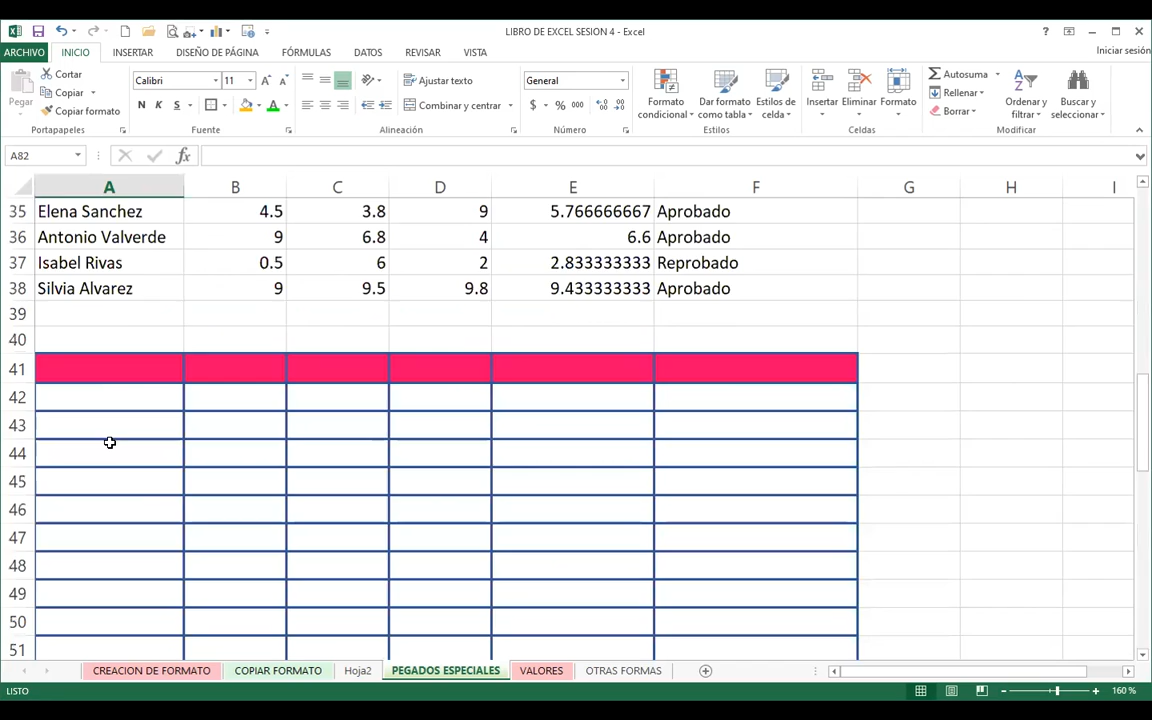 LIBRO DE EXCEL SESION 4 - Excel
Iniciar sesión
ARCHIVO INICIO INSERTAR DISEÑO DE PÁGINA FÓRMULAS DATOS REVISAR VISTA
Pegar
Cortar
Copiar
Copiar formato
Portapapeles
Calibri 11
N K S
Fuente
Ajustar texto
Combinar y centrar
Alineación
General
$ % 000
Número
Formato condicional
Dar formato como tabla
Estilos de celda
Estilos
Insertar
Eliminar
Formato
Celdas
Autosuma
Rellenar
Borrar
Ordenar y filtrar
Buscar y seleccionar
Modificar
A82 fx
A B C D E F G H I
35 Elena Sanchez 4.5 3.8 9 5.766666667 Aprobado
36 Antonio Valverde 9 6.8 4 6.6 Aprobado
37 Isabel Rivas 0.5 6 2 2.833333333 Reprobado
38 Silvia Alvarez 9 9.5 9.8 9.433333333 Aprobado
39
40
41
42
43
44
45
46
47
48
49
50
51
CREACION DE FORMATO COPIAR FORMATO Hoja2 PEGADOS ESPECIALES VALORES OTRAS FORMAS
LISTO 160 %